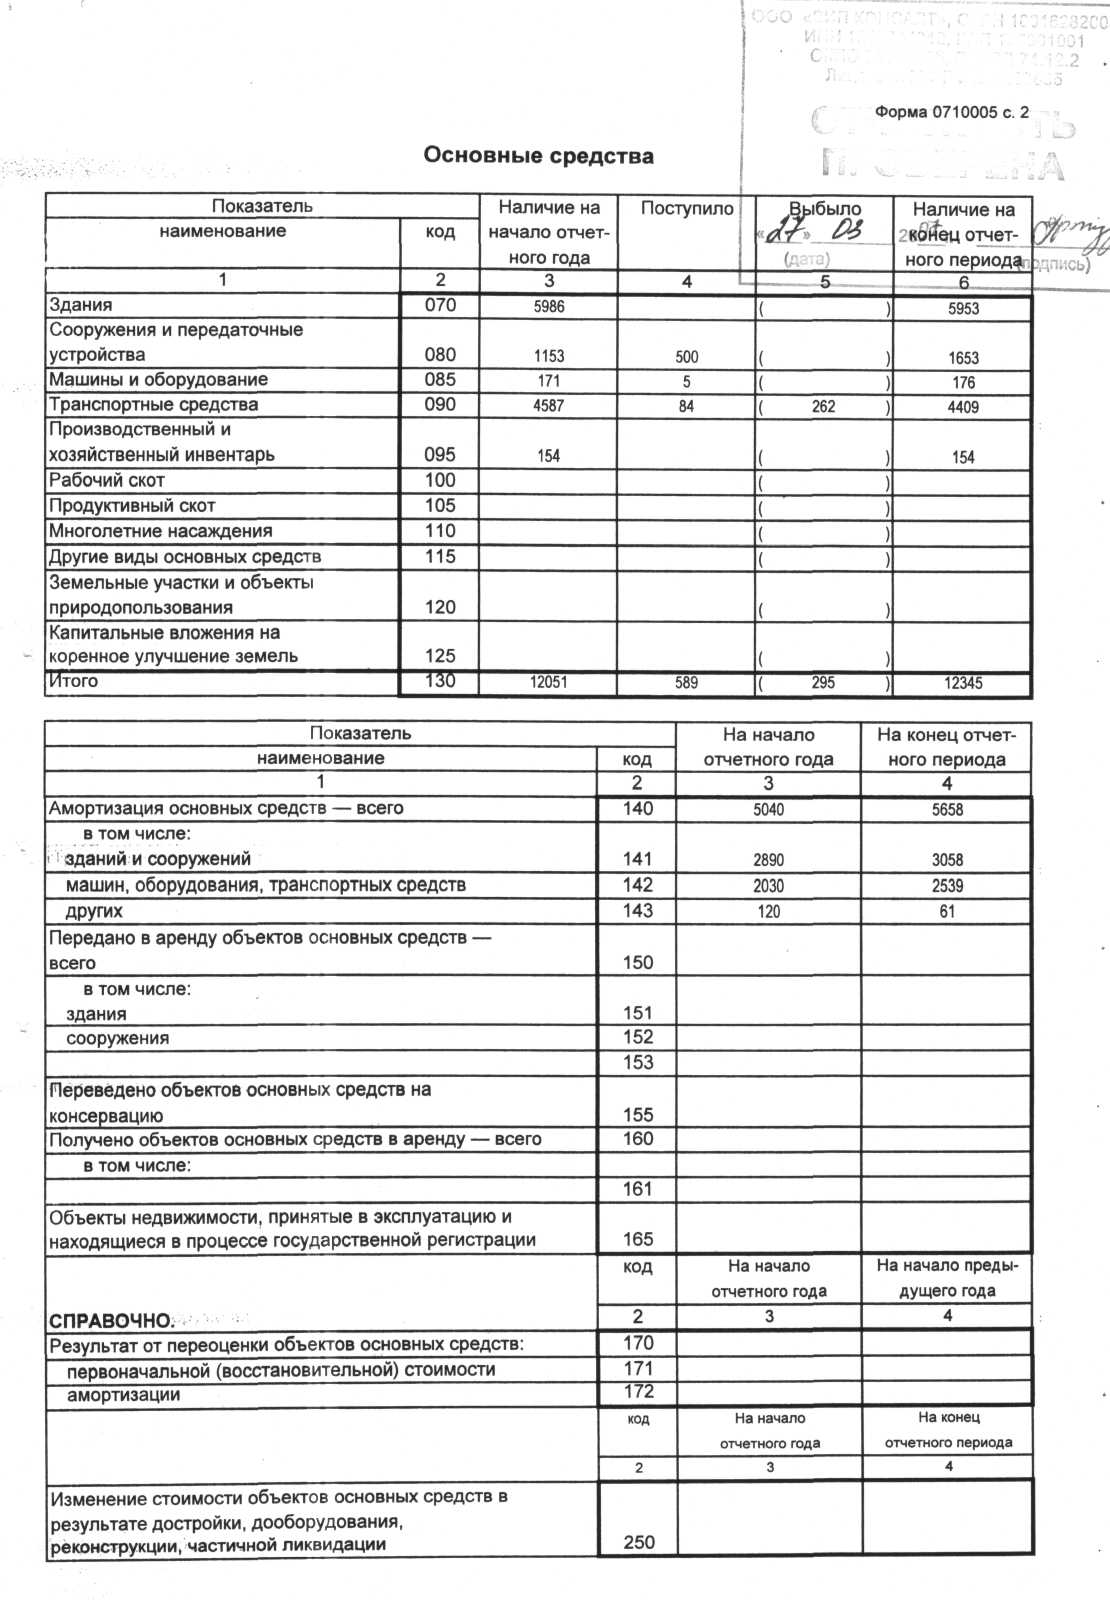 Форма 0710005 с. 2
Основные средства
Показатель Наличие на Поступило Выбыло Наличие на
наименование код начало отчет- конец отчет-
ного года ного периода
«27» 03
(дата) (подпись)
1 2 3 4 5 6
Здания 070 5986 ( ) 5953
Сооружения и передаточные
устройства 080 1153 500 ( ) 1653
Машины и оборудование 085 171 5 ( ) 176
Транспортные средства 090 4587 84 ( 262 ) 4409
Производственный и
хозяйственный инвентарь 095 154 ( ) 154
Рабочий скот 100 ( )
Продуктивный скот 105 ( )
Многолетние насаждения 110 ( )
Другие виды основных средств 115 ( )
Земельные участки и объекты
природопользования 120 ( )
Капитальные вложения на
коренное улучшение земель 125 ( )
Итого 130 12051 589 ( 295 ) 12345
Показатель На начало На конец отчет-
наименование код отчетного года ного периода
1 2 3 4
Амортизация основных средств — всего 140 5040 5658
в том числе:
зданий и сооружений 141 2890 3058
машин, оборудования, транспортных средств 142 2030 2539
других 143 120 61
Передано в аренду объектов основных средств —
всего 150
в том числе:
здания 151
сооружения 152
153
Переведено объектов основных средств на
консервацию 155
Получено объектов основных средств в аренду — всего 160
в том числе:
161
Объекты недвижимости, принятые в эксплуатацию и
находящиеся в процессе государственной регистрации 165
код На начало На начало преды-
отчетного года дущего года
СПРАВОЧНО. 2 3 4
Результат от переоценки объектов основных средств: 170
первоначальной (восстановительной) стоимости 171
амортизации 172
код На начало На конец
отчетного года отчетного периода
2 3 4
Изменение стоимости объектов основных средств в
результате достройки, дооборудования,
реконструкции, частичной ликвидации 250